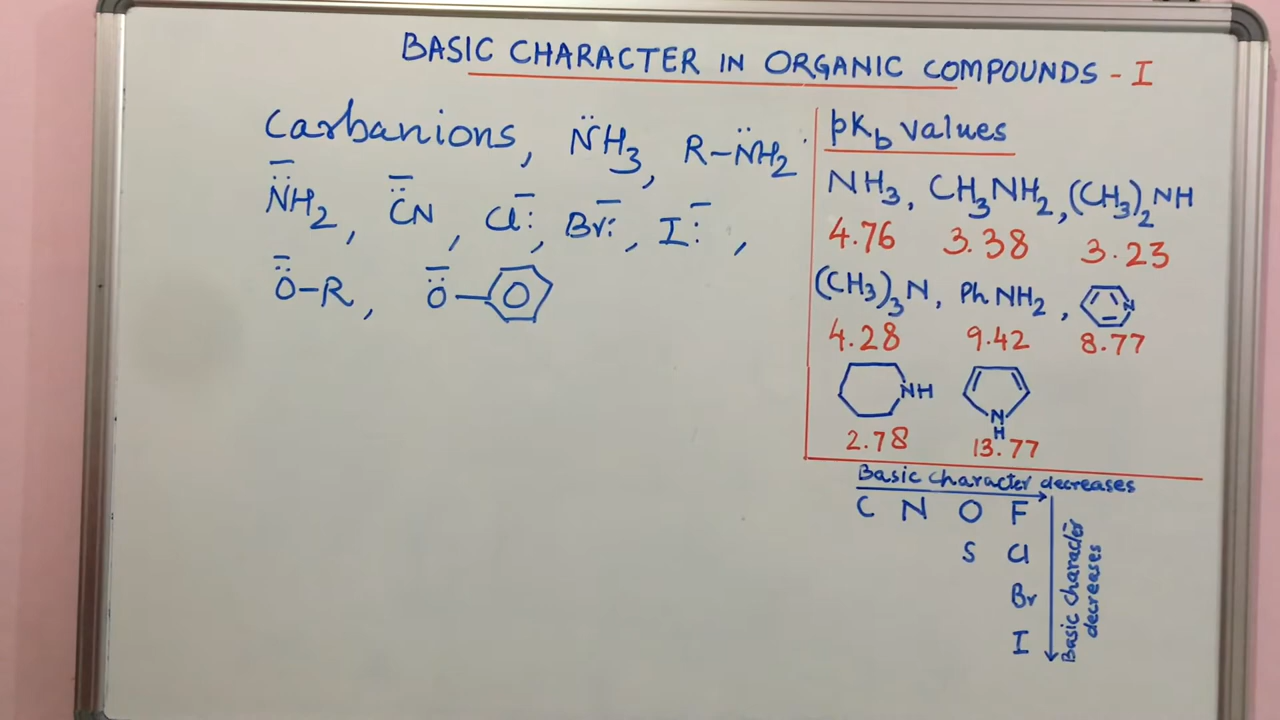 BASIC CHARACTER IN ORGANIC COMPOUNDS - I
Carbanions, N̈H₃, R-N̈H₂
⁻:NH₂, ⁻:CN, Cl:⁻, Br:⁻, I:⁻,
⁻:O-R, ⁻:O-
pKb values
NH₃, CH₃NH₂, (CH₃)₂NH
4.76 3.38 3.23
(CH₃)₃N, PhNH₂, N
4.28 9.42 8.77
NH N
H
2.78 13.77
Basic character decreases
C N O F
S Cl
Br
I
Basic character
decreases